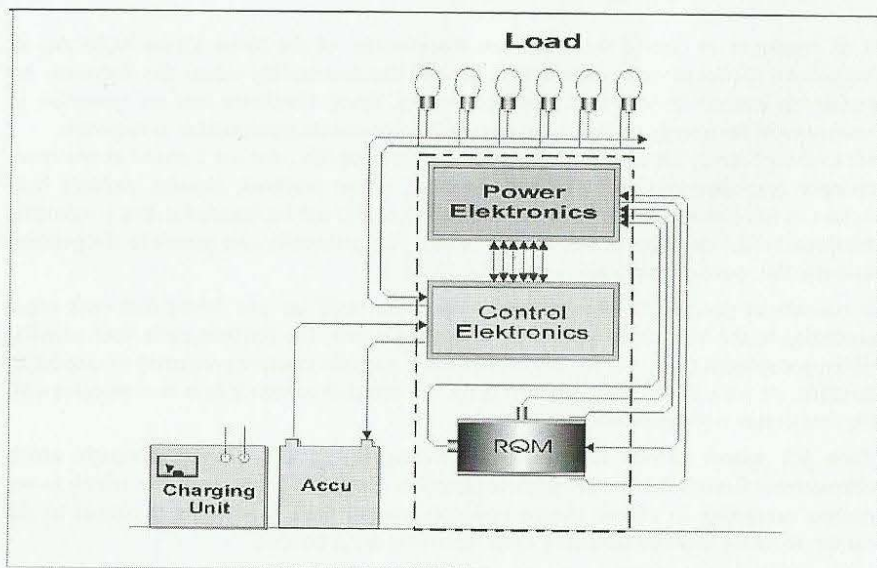 Load
Power
Elektronics
Control
Elektronics
RQM
Charging
Unit
Accu